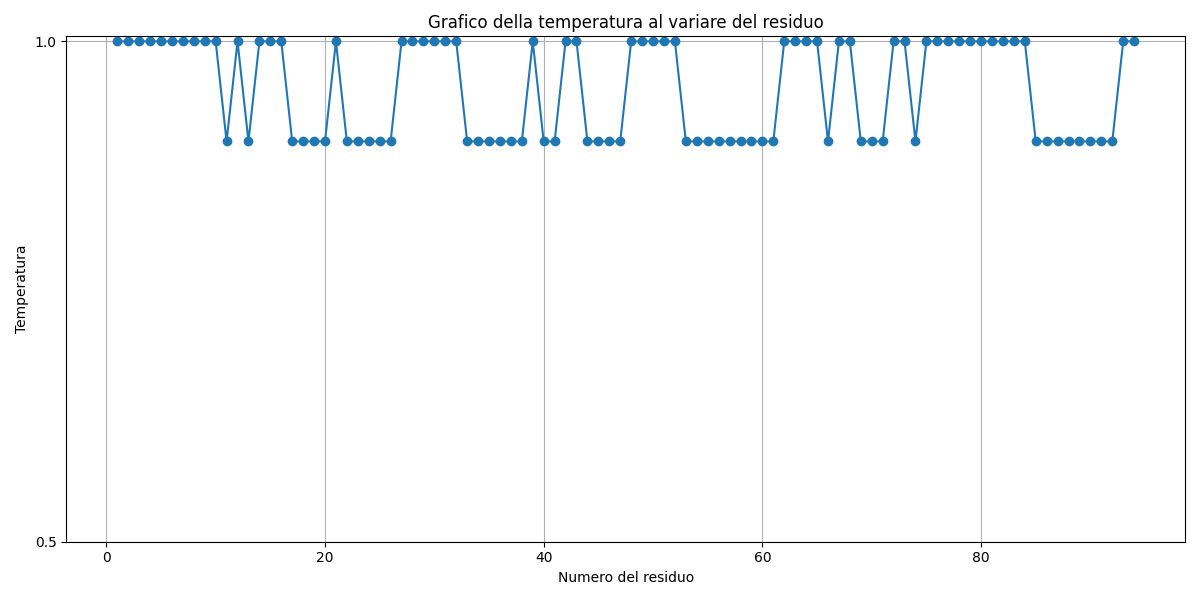 Grafico della temperatura al variare del residuo
1.0
0.5
Temperatura
0 20 40 60 80
Numero del residuo